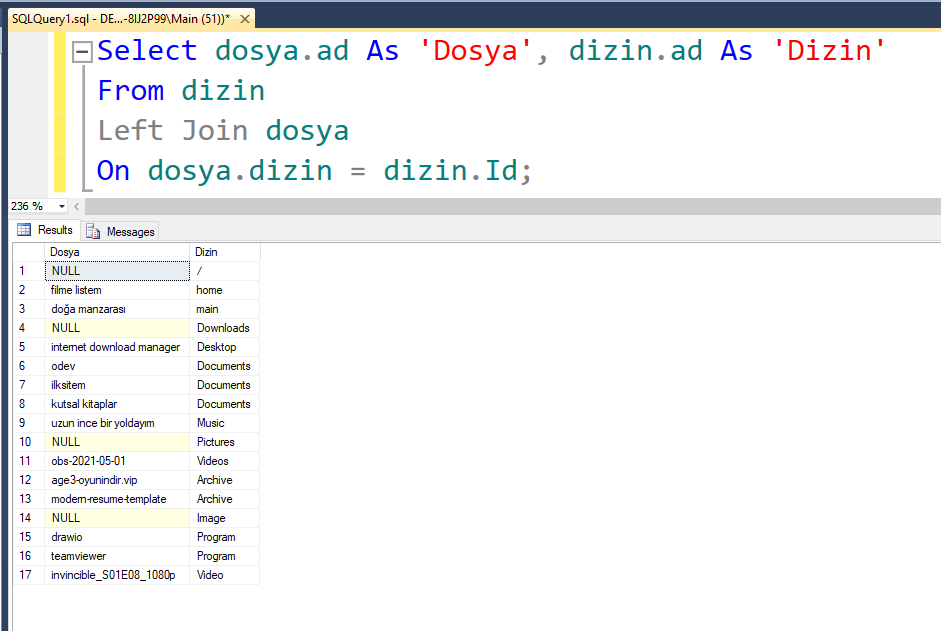 SQLQuery1.sql - DE...-8IJ2P99\Main (51))* ×
Select dosya.ad As 'Dosya', dizin.ad As 'Dizin'
From dizin
Left Join dosya
On dosya.dizin = dizin.Id;
236 %
Results Messages
Dosya Dizin
1 NULL /
2 filme listem home
3 doğa manzarası main
4 NULL Downloads
5 internet download manager Desktop
6 odev Documents
7 ilksitem Documents
8 kutsal kitaplar Documents
9 uzun ince bir yoldayım Music
10 NULL Pictures
11 obs-2021-05-01 Videos
12 age3-oyunindir.vip Archive
13 modern-resume-template Archive
14 NULL Image
15 drawio Program
16 teamviewer Program
17 invincible_S01E08_1080p Video